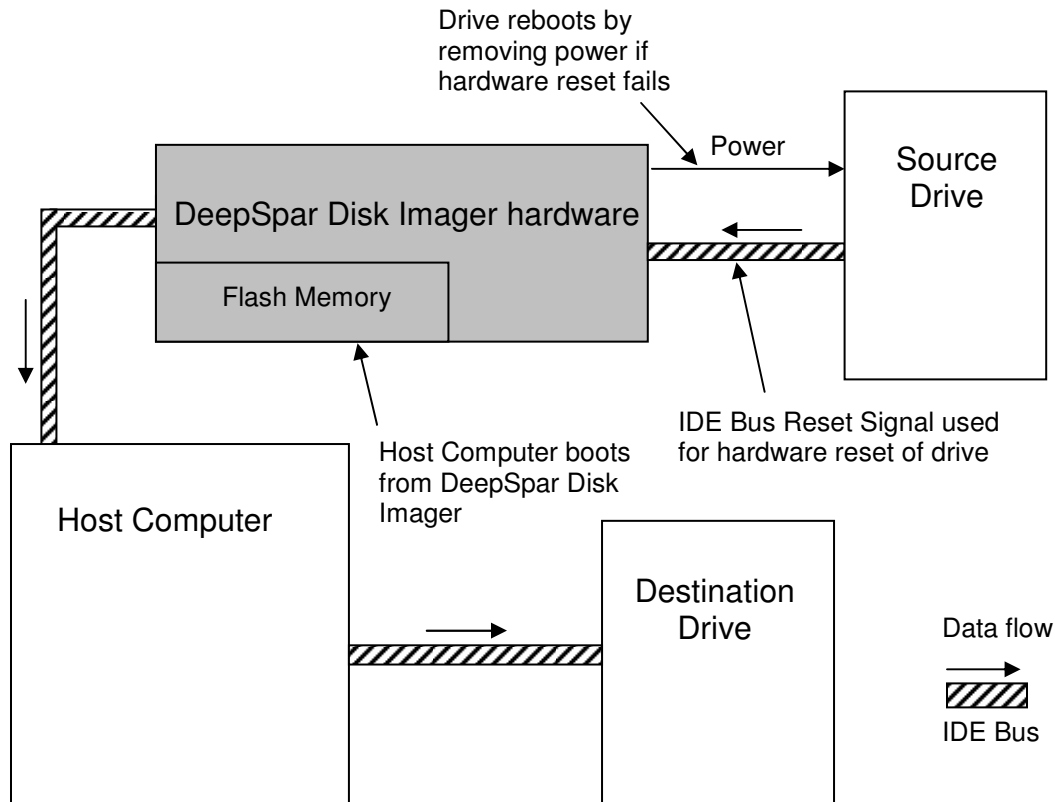 Drive reboots by
removing power if
hardware reset fails
Power
Source
Drive
DeepSpar Disk Imager hardware
Flash Memory
IDE Bus Reset Signal used
for hardware reset of drive
Host Computer boots
from DeepSpar Disk
Imager
Host Computer
Destination
Drive
Data flow
IDE Bus